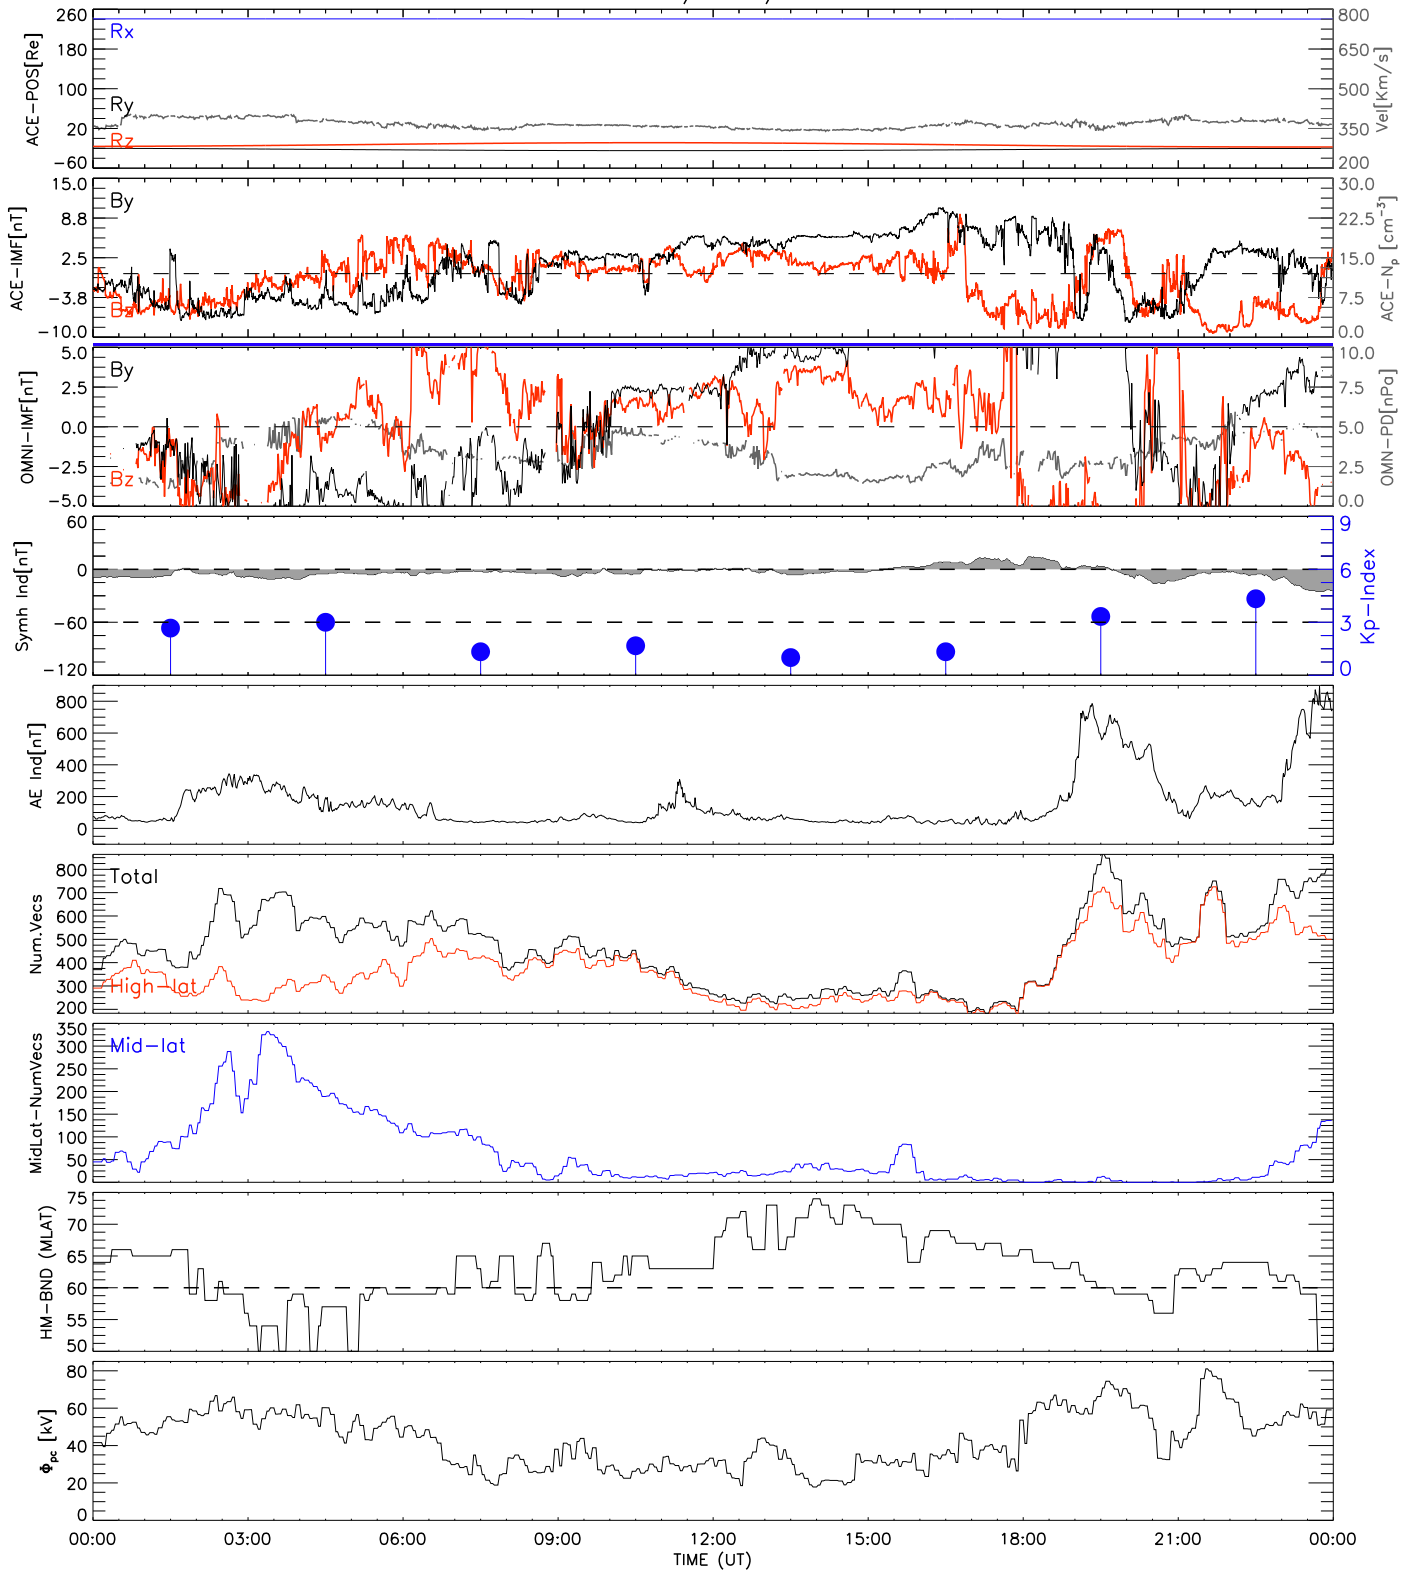 260
180
100
20
−60
ACE−POS[Re]
Rx
Ry
Rz
800
650
500
350
200
Vel[Km/s]
15.0
8.8
2.5
−3.8
−10.0
ACE−IMF[nT]
By
Bz
30.0
22.5
15.0
7.5
0.0
ACE−Np [cm−3]
5.0
2.5
0.0
−2.5
−5.0
OMNI−IMF[nT]
By
Bz
10.0
7.5
5.0
2.5
0.0
OMN−PD[nPa]
60
0
−60
−120
Symh Ind[nT]
9
6
3
0
Kp−Index
800
600
400
200
0
AE Ind[nT]
800
700
600
500
400
300
200
Num.Vecs
Total
High−lat
350
300
250
200
150
100
50
0
MidLat−NumVecs
Mid−lat
75
70
65
60
55
50
HM−BND (MLAT)
80
60
40
20
0
Φpc [kV]
00:00 03:00 06:00 09:00 12:00 15:00 18:00 21:00 00:00
TIME (UT)